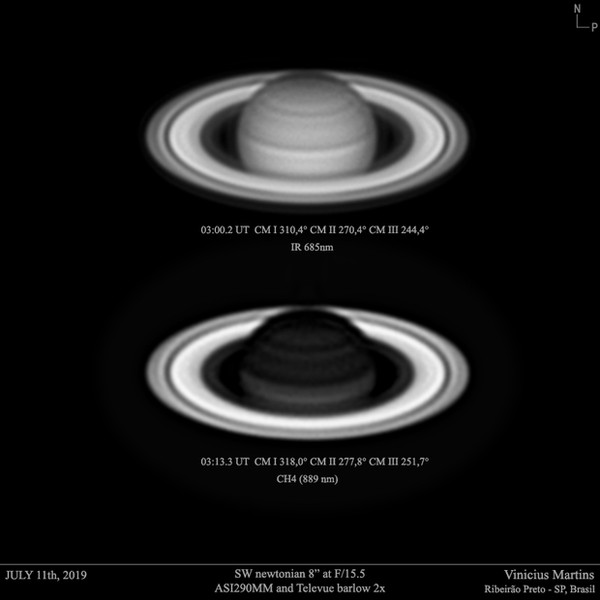 N
P
03:00.2 UT CM I 310,4° CM II 270,4° CM III 244,4°
IR 685nm
03:13.3 UT CM I 318,0° CM II 277,8° CM III 251,7°
CH4 (889 nm)
JULY 11th, 2019
SW newtonian 8” at F/15.5
ASI290MM and Televue barlow 2x
Vinicius Martins
Ribeirão Preto - SP, Brasil